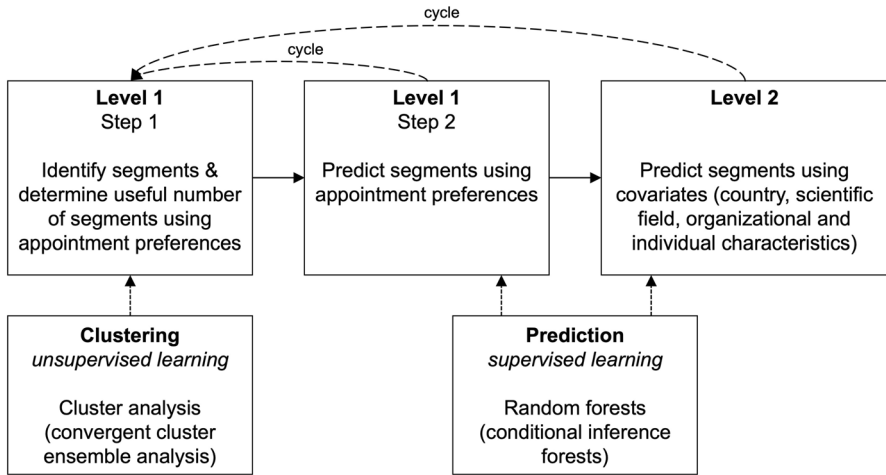 cycle
cycle
Level 1
Step 1
Identify segments &
determine useful number
of segments using
appointment preferences
Level 1
Step 2
Predict segments using
appointment preferences
Level 2
Predict segments using
covariates (country, scientific
field, organizational and
individual characteristics)
Clustering
unsupervised learning
Cluster analysis
(convergent cluster
ensemble analysis)
Prediction
supervised learning
Random forests
(conditional inference
forests)